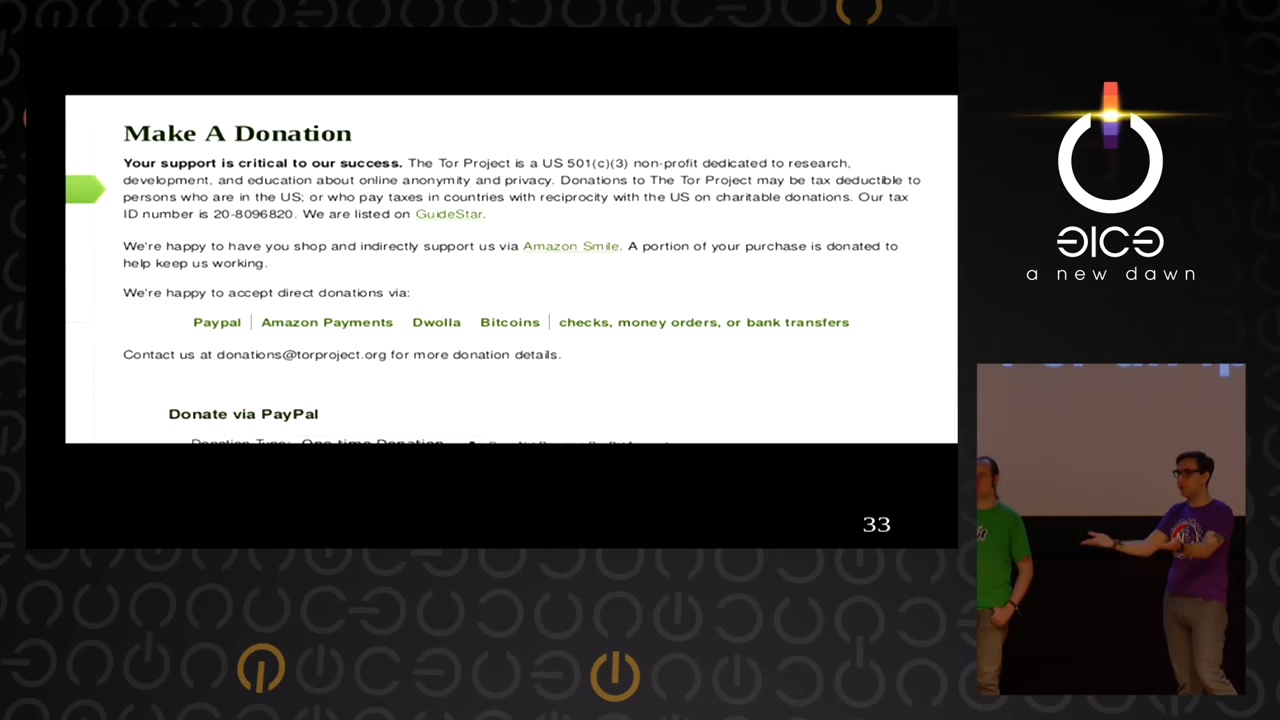 Make A Donation
Your support is critical to our success. The Tor Project is a US 501(c)(3) non-profit dedicated to research,
development, and education about online anonymity and privacy. Donations to The Tor Project may be tax deductible to
persons who are in the US; or who pay taxes in countries with reciprocity with the US on charitable donations. Our tax
ID number is 20-8096820. We are listed on GuideStar.
We're happy to have you shop and indirectly support us via Amazon Smile. A portion of your purchase is donated to
help keep us working.
We're happy to accept direct donations via:
Paypal Amazon Payments Dwolla Bitcoins checks, money orders, or bank transfers
Contact us at donations@torproject.org for more donation details.
Donate via PayPal
Donation Type: One-time Donation
33
a new dawn